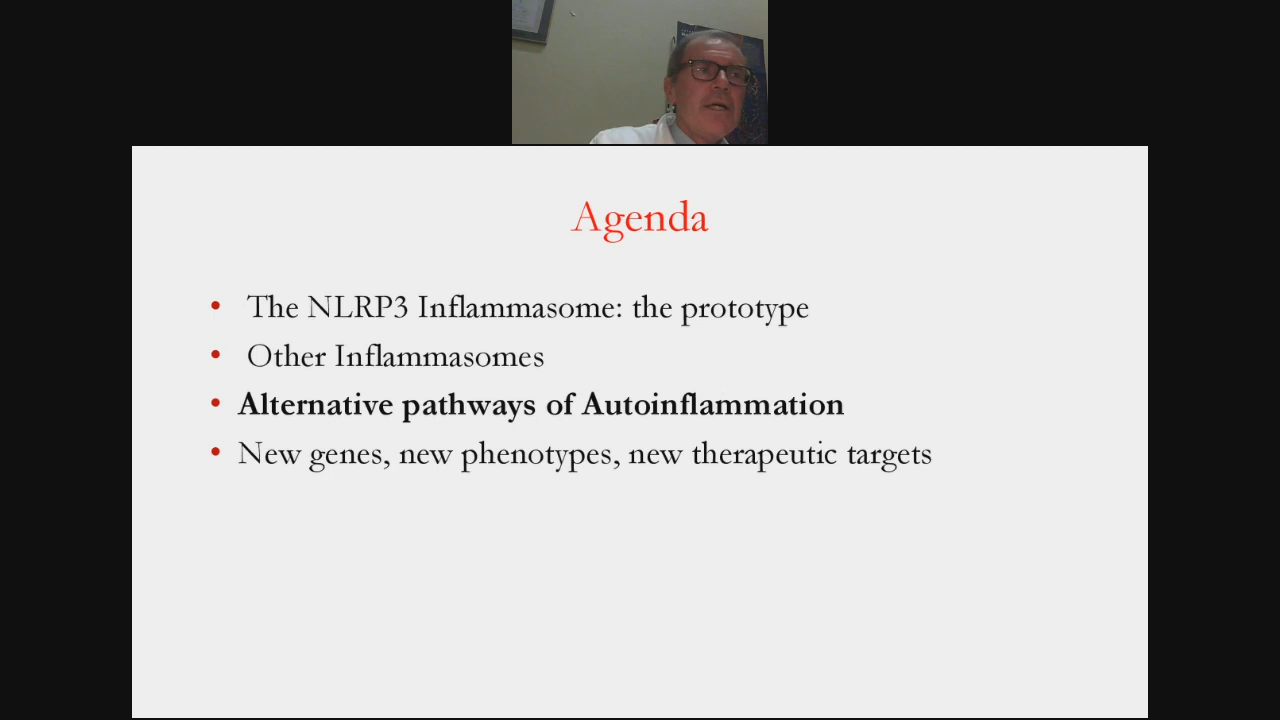 Agenda
• The NLRP3 Inflammasome: the prototype
• Other Inflammasomes
• Alternative pathways of Autoinflammation
• New genes, new phenotypes, new therapeutic targets